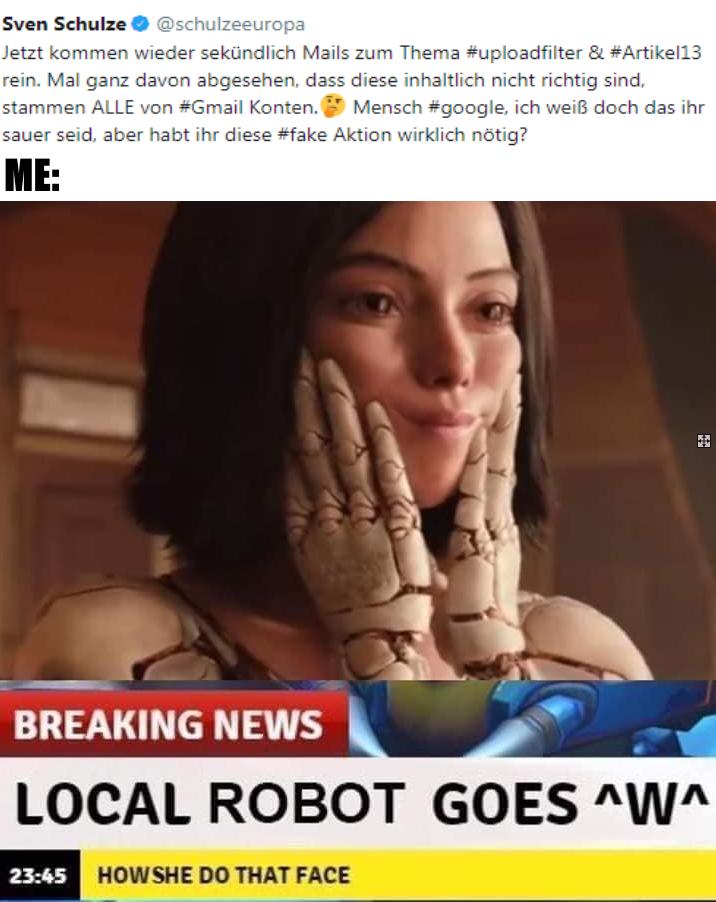 Sven Schulze @schulzeeuropa
Jetzt kommen wieder sekündlich Mails zum Thema #uploadfilter & #Artikel13
rein. Mal ganz davon abgesehen, dass diese inhaltlich nicht richtig sind,
stammen ALLE von #Gmail Konten.🤔 Mensch #google, ich weiß doch das ihr
sauer seid, aber habt ihr diese #fake Aktion wirklich nötig?
ME:
BREAKING NEWS
LOCAL ROBOT GOES ^W^
23:45 HOW SHE DO THAT FACE